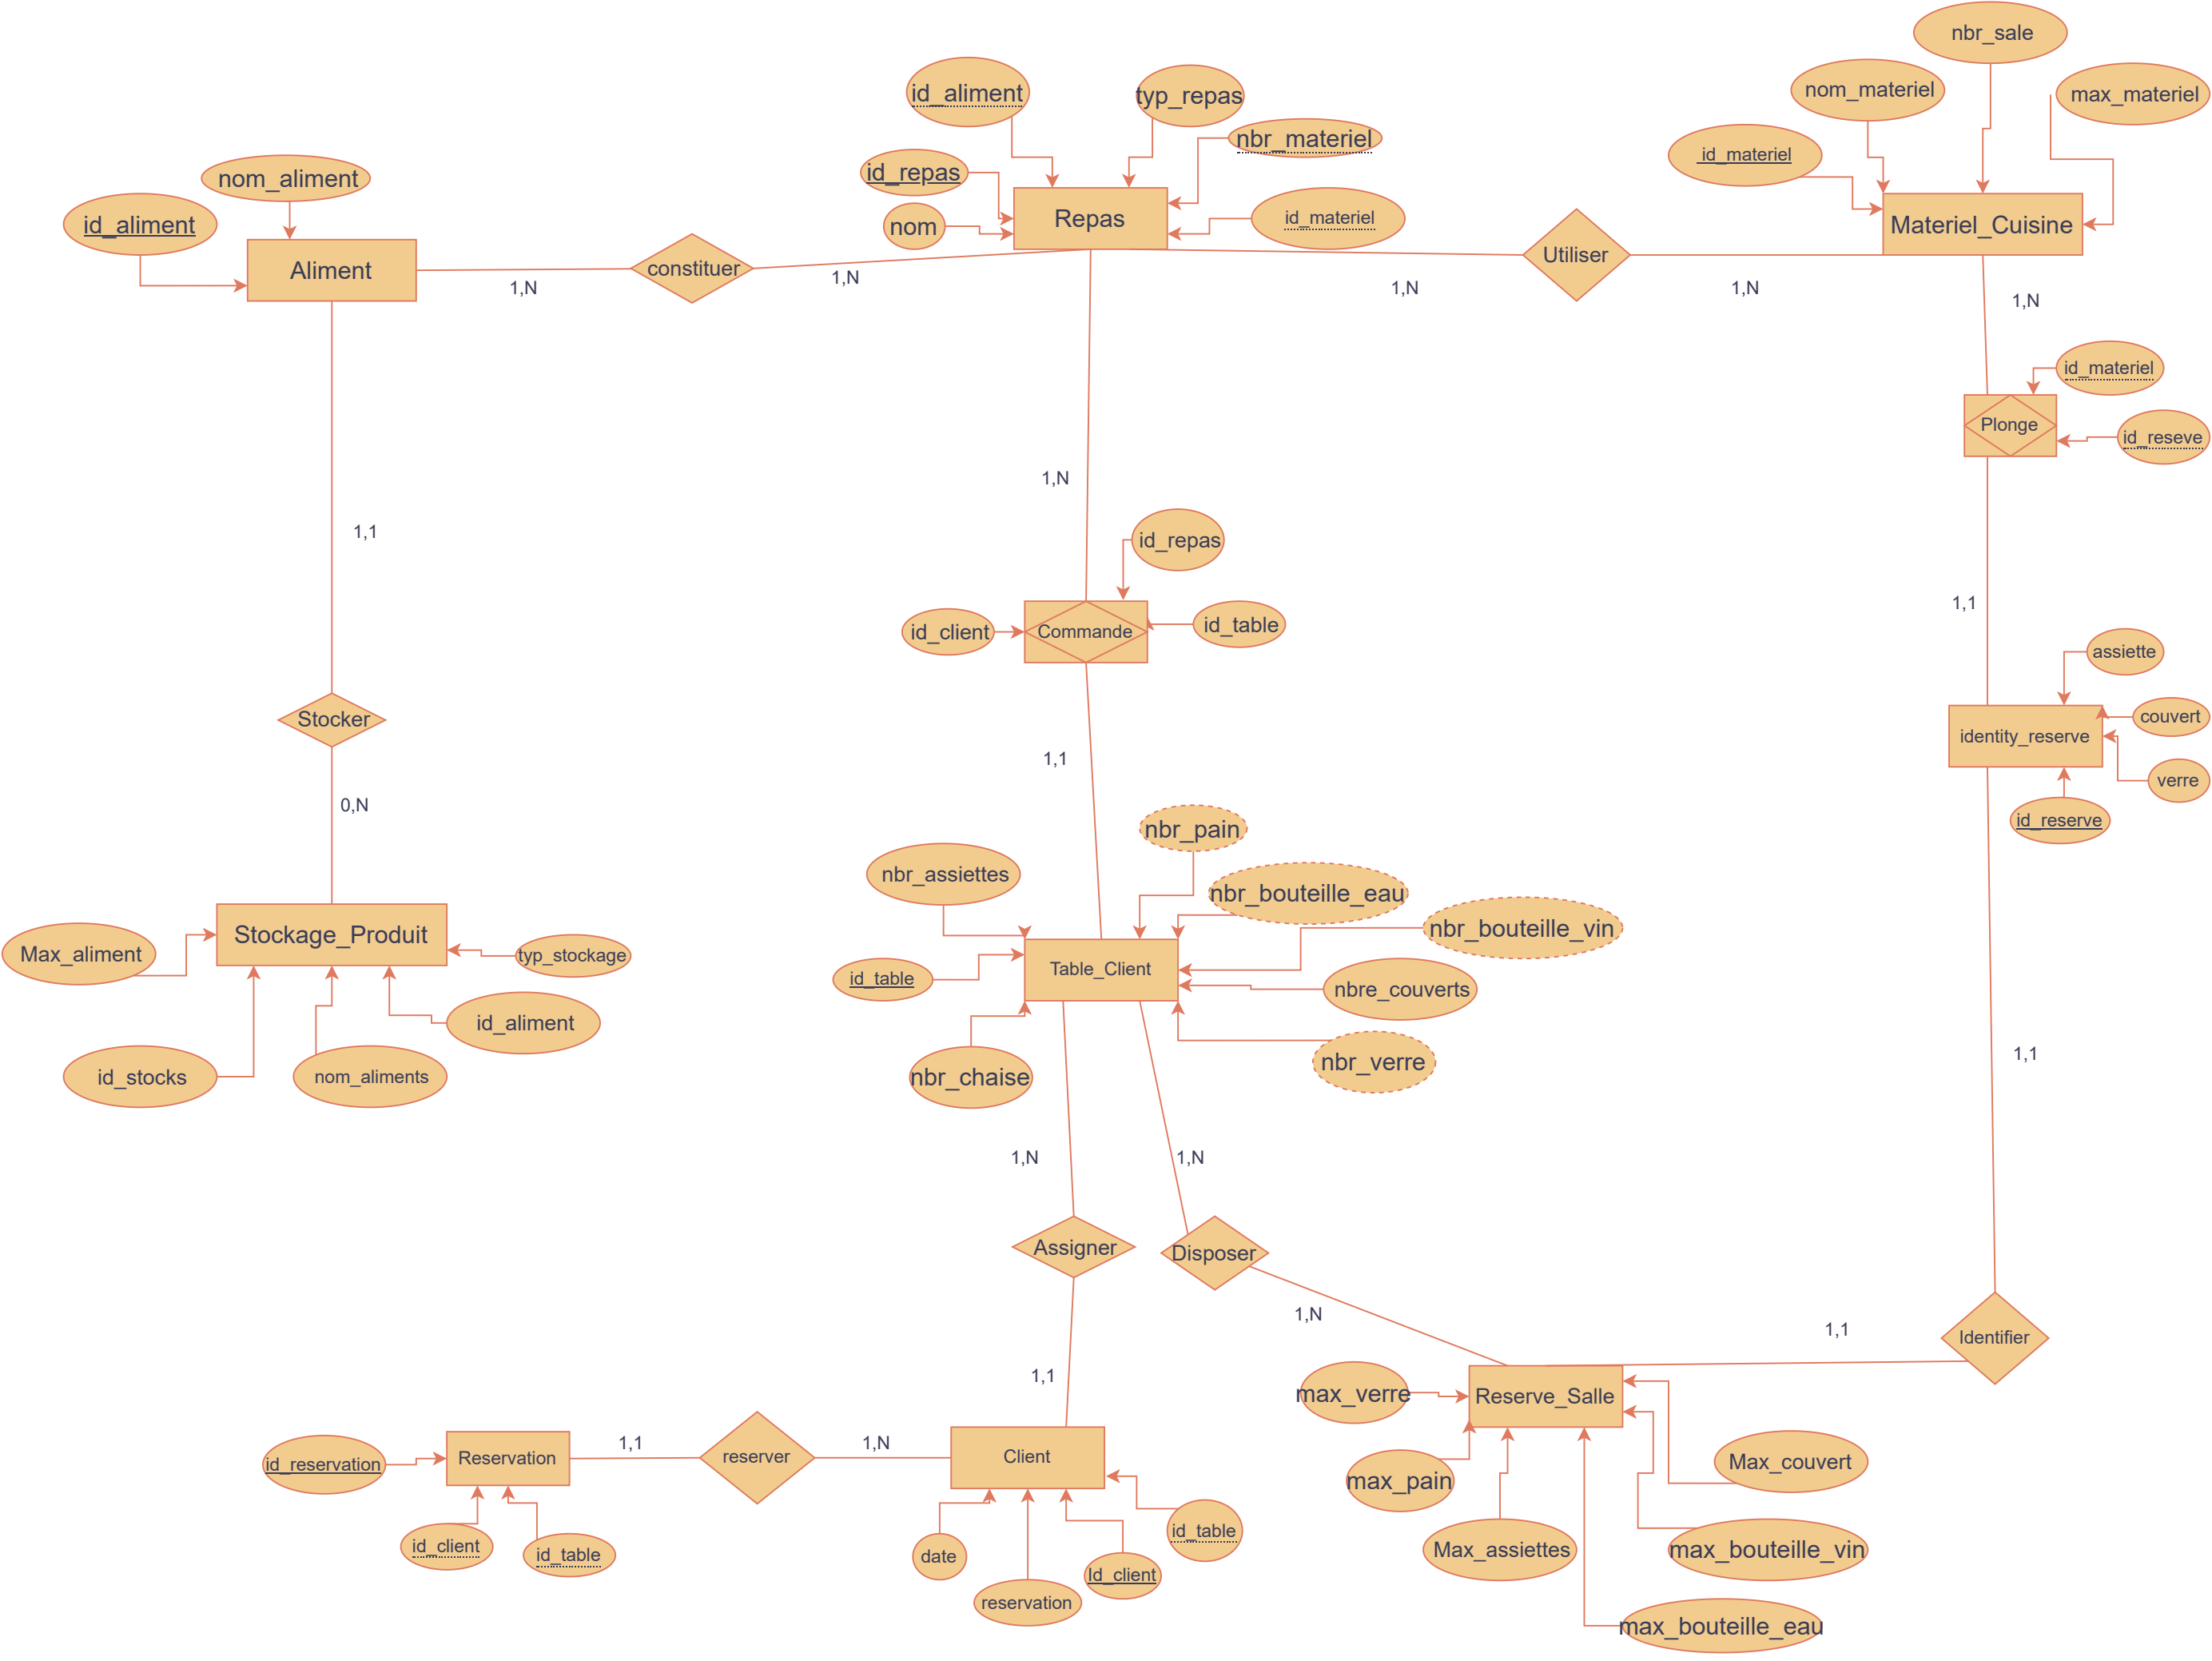 nbr_sale
nom_materiel
max_materiel
id_aliment
typ_repas
nbr_materiel
id_materiel
nom_aliment
id_repas
id_aliment
nom
Repas
id_materiel
Materiel_Cuisine
Aliment
constituer
Utiliser
1,N
1,N
1,N
1,N
1,N
id_materiel
Plonge
id_reseve
1,N
1,1
id_repas
1,1
id_client
Commande
id_table
assiette
Stocker
couvert
identity_reserve
1,1
verre
0,N
id_reserve
nbr_pain
nbr_assiettes
nbr_bouteille_eau
nbr_bouteille_vin
Stockage_Produit
Max_aliment
typ_stockage
Table_Client
id_table
nbre_couverts
id_aliment
1,1
nbr_verre
id_stocks
nom_aliments
nbr_chaise
1,N
1,N
Assigner
Disposer
1,N
1,1
Identifier
1,1
max_verre
Reserve_Salle
1,1
1,N
Reservation
reserver
Client
id_reservation
Max_couvert
max_pain
id_table
id_client
id_table
date
Id_client
Max_assiettes
max_bouteille_vin
reservation
max_bouteille_eau